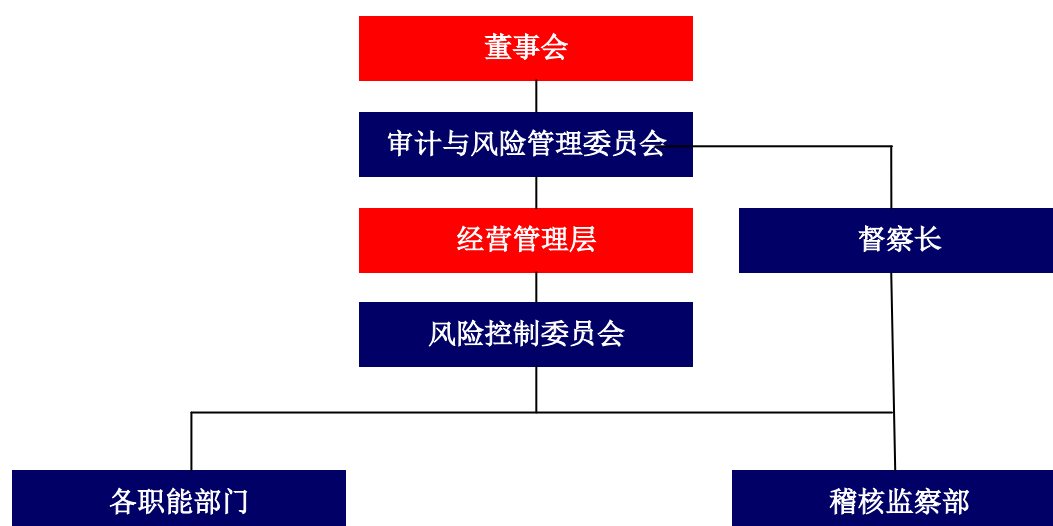 董事会
审计与风险管理委员会
经营管理层
督察长
风险控制委员会
各职能部门
稽核监察部